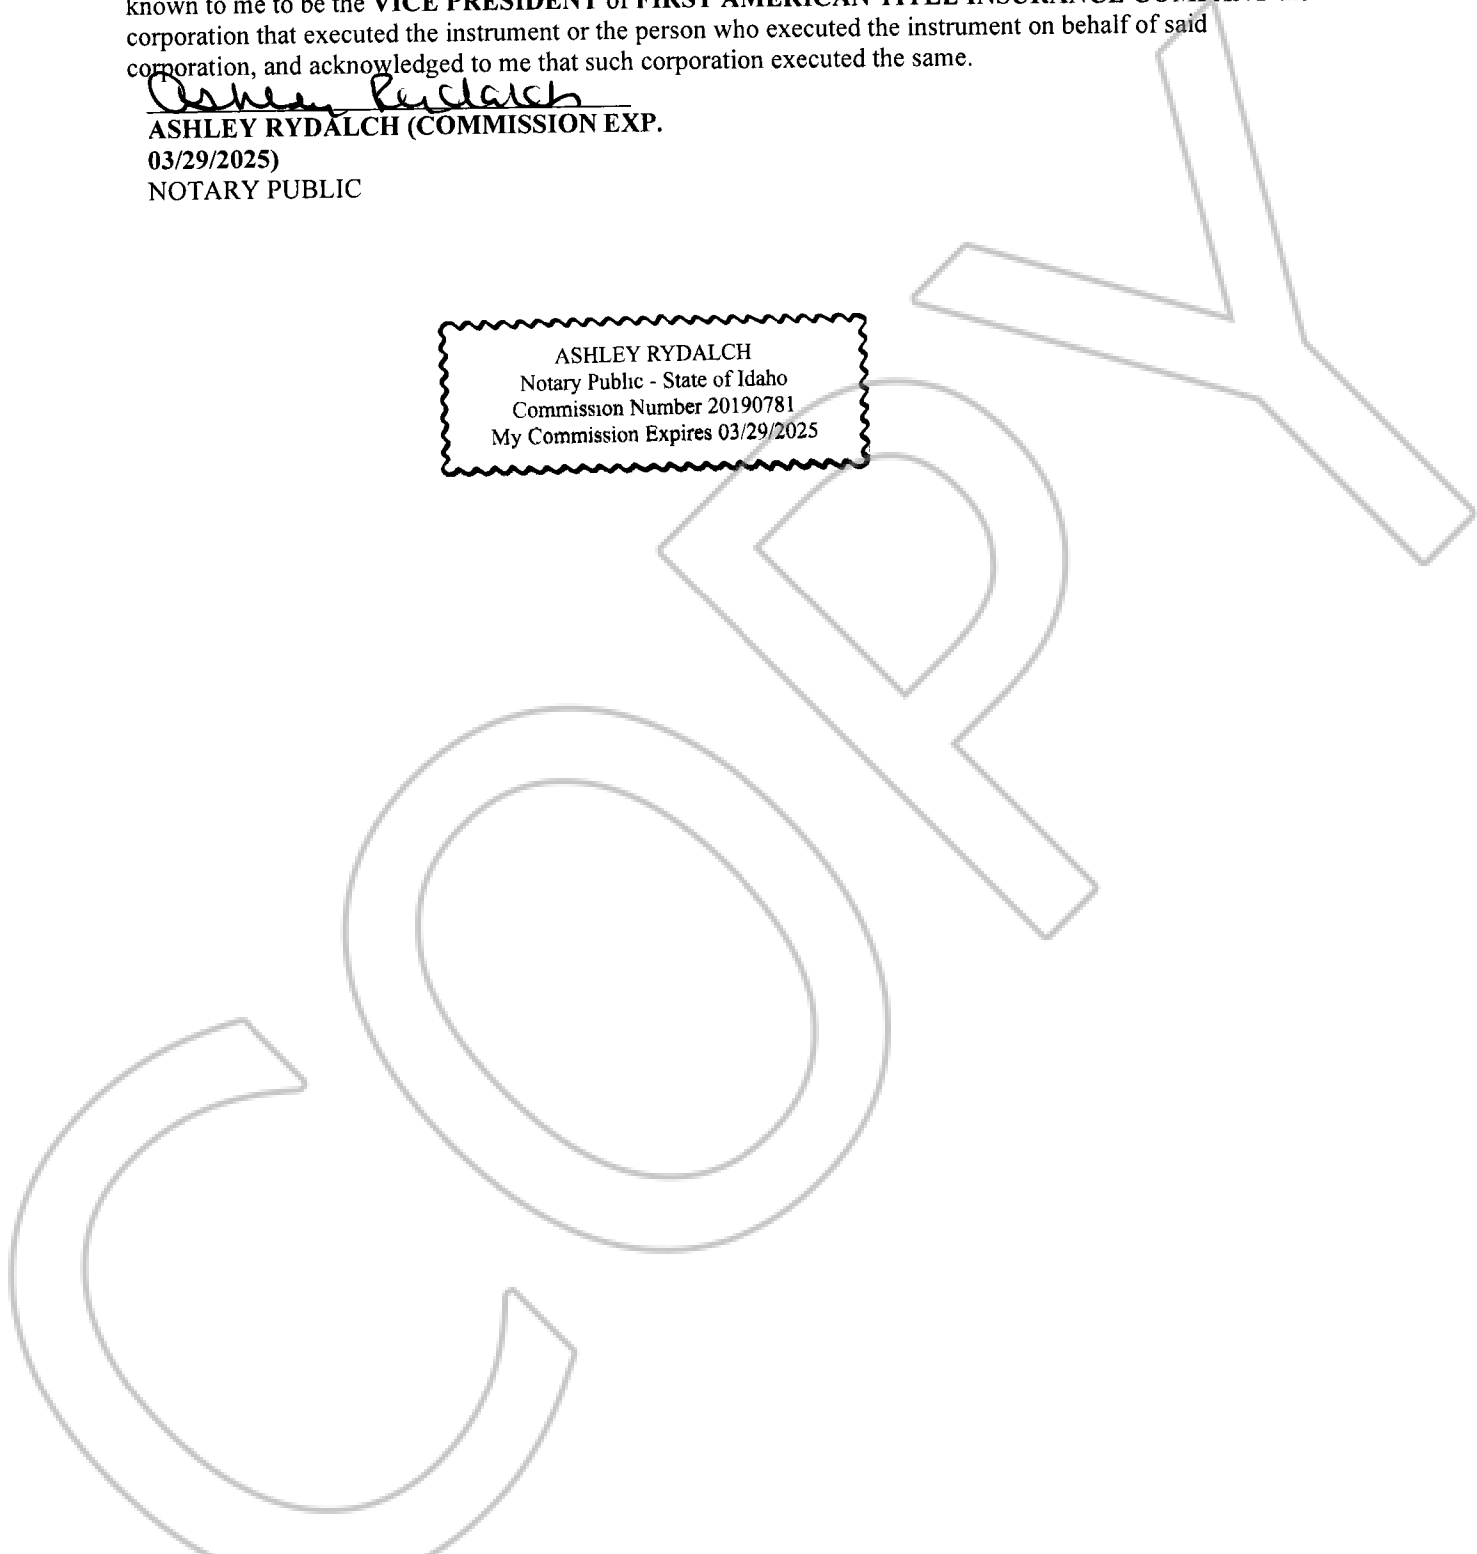 known to me to be the VICE PRESIDENT of FIRST AMERICAN TITLE INSURANCE COMPANY
corporation that executed the instrument or the person who executed the instrument on behalf of said
corporation, and acknowledged to me that such corporation executed the same.
Ashley Rydalch
ASHLEY RYDALCH (COMMISSION EXP.
03/29/2025)
NOTARY PUBLIC
ASHLEY RYDALCH
Notary Public - State of Idaho
Commission Number 20190781
My Commission Expires 03/29/2025
COPY